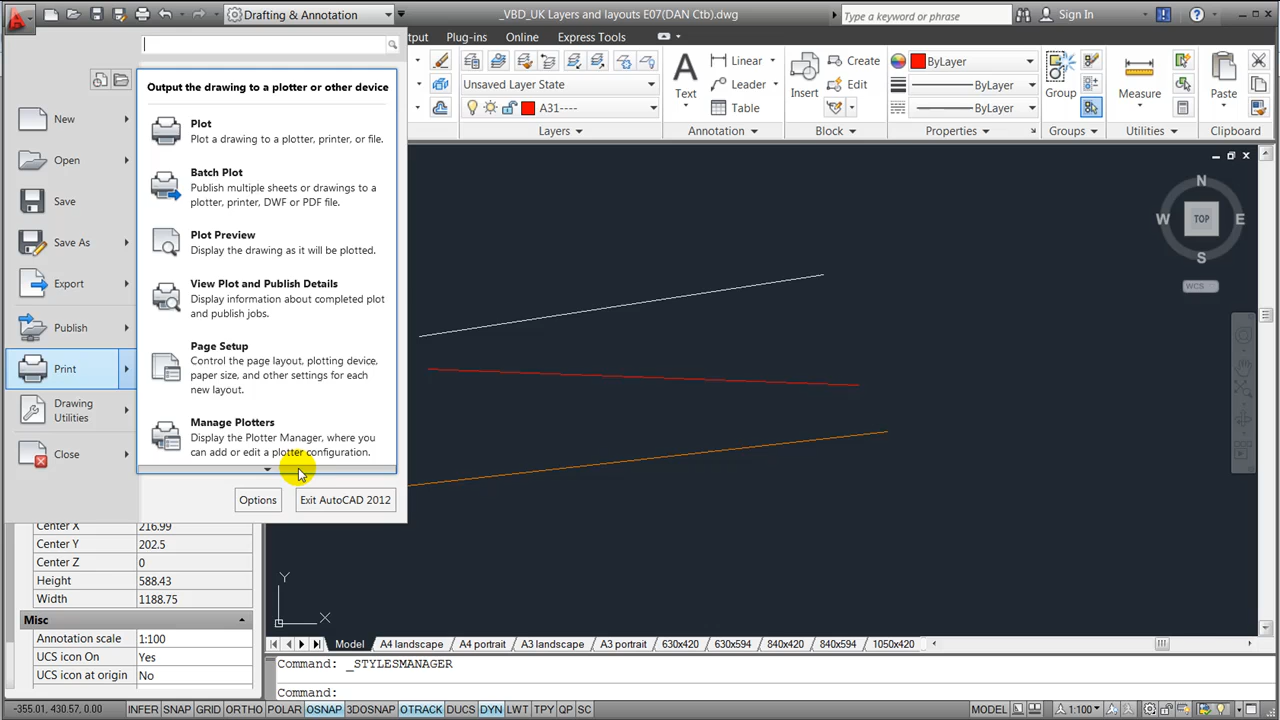 Drafting & Annotation
_VBD_UK Layers and layouts E07(DAN Ctb).dwg
Type a keyword or phrase
Sign In
tput
Plug-ins
Online
Express Tools
Output the drawing to a plotter or other device
New
Open
Save
Save As
Export
Publish
Print
Drawing
Utilities
Close
Plot
Plot a drawing to a plotter, printer, or file.
Batch Plot
Publish multiple sheets or drawings to a
plotter, printer, DWF or PDF file.
Plot Preview
Display the drawing as it will be plotted.
View Plot and Publish Details
Display information about completed plot
and publish jobs.
Page Setup
Control the page layout, plotting device,
paper size, and other settings for each
new layout.
Manage Plotters
Display the Plotter Manager, where you
can add or edit a plotter configuration.
Options
Exit AutoCAD 2012
Unsaved Layer State
A31----
Layers
Text
Linear
Leader
Table
Annotation
Insert
Create
Edit
Block
ByLayer
ByLayer
ByLayer
Properties
Group
Groups
Measure
Utilities
Paste
Clipboard
N
W
TOP
E
S
WCS
Y
X
Center X 216.99
Center Y 202.5
Center Z 0
Height 588.43
Width 1188.75
Misc
Annotation scale 1:100
UCS icon On Yes
UCS icon at origin No
Model
A4 landscape
A4 portrait
A3 landscape
A3 portrait
630x420
630x594
840x420
840x594
1050x420
Command: _STYLESMANAGER
Command:
-355.01, 430.57, 0.00
INFER SNAP GRID ORTHO POLAR OSNAP 3DOSNAP OTRACK DUCS DYN LWT TPY QP SC
MODEL
1:100